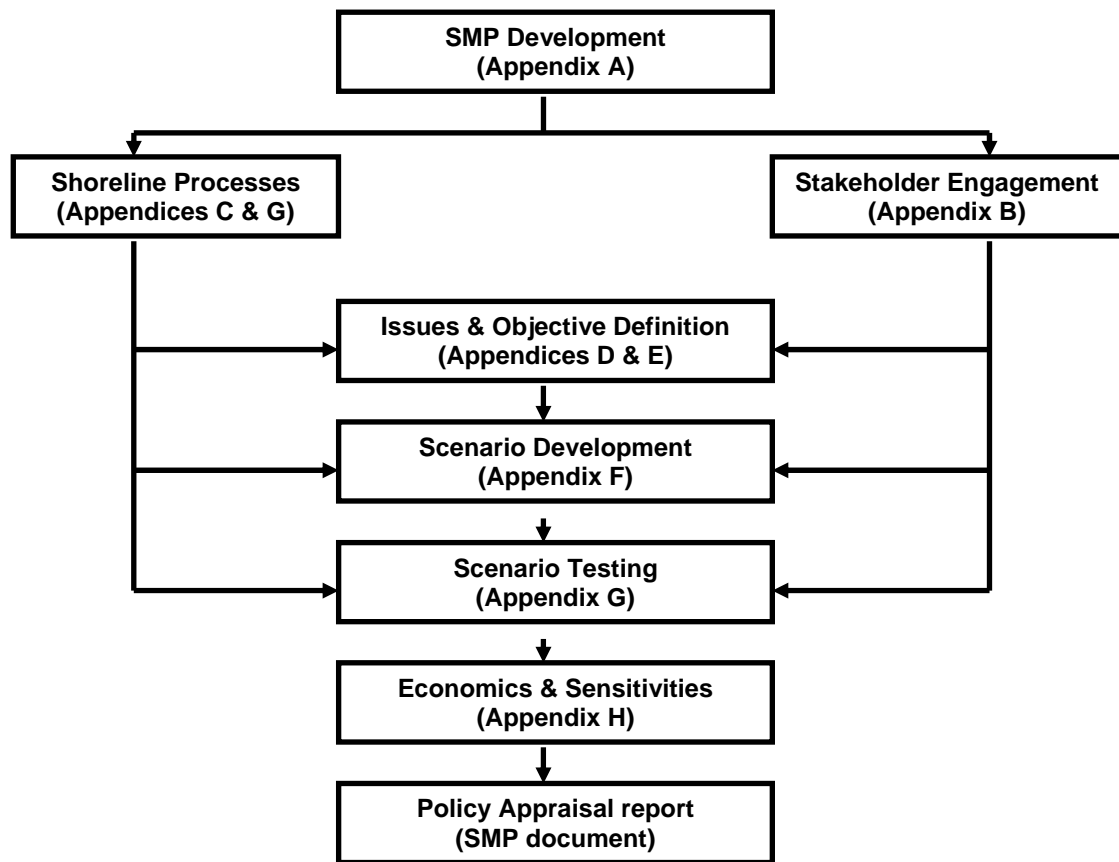 SMP Development
(Appendix A)
Shoreline Processes
(Appendices C & G)
Stakeholder Engagement
(Appendix B)
Issues & Objective Definition
(Appendices D & E)
Scenario Development
(Appendix F)
Scenario Testing
(Appendix G)
Economics & Sensitivities
(Appendix H)
Policy Appraisal report
(SMP document)